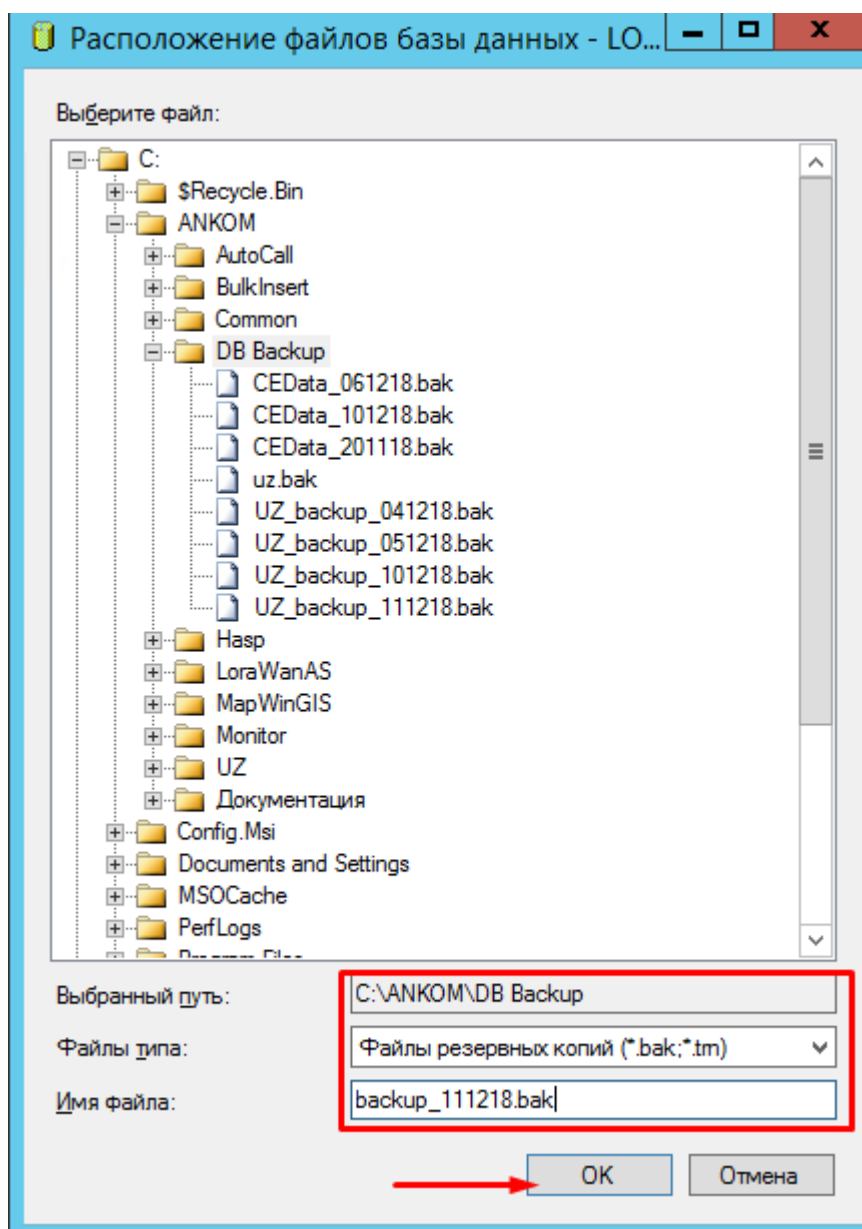 Расположение файлов базы данных - LO...
Выберите файл:
C:
$Recycle.Bin
ANKOM
AutoCall
BulkInsert
Common
DB Backup
CEData_061218.bak
CEData_101218.bak
CEData_201118.bak
uz.bak
UZ_backup_041218.bak
UZ_backup_051218.bak
UZ_backup_101218.bak
UZ_backup_111218.bak
Hasp
LoraWanAS
MapWinGIS
Monitor
UZ
Документация
Config.Msi
Documents and Settings
MSOCache
PerfLogs
Program Files
Выбранный путь: C:\ANKOM\DB Backup
Файлы типа: Файлы резервных копий (*.bak;*.trn)
Имя файла: backup_111218.bak
OK Отмена